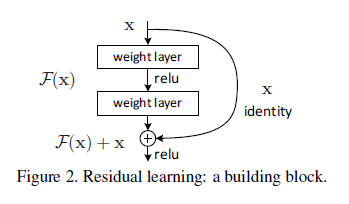 x
weight layer
F(x)
relu
x
weight layer
identity
F(x) + x
relu
Figure 2. Residual learning: a building block.